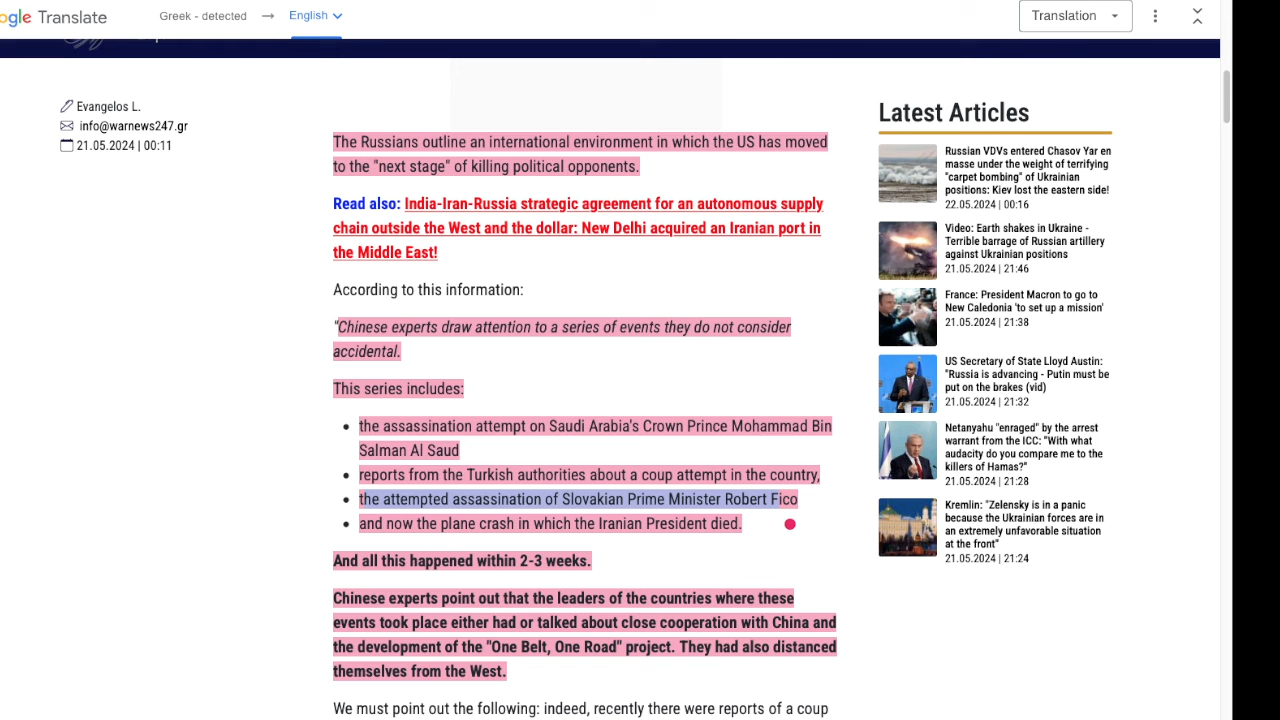 ogle Translate
Greek - detected → English
Translation
Evangelos L.
info@warnews247.gr
21.05.2024 | 00:11
The Russians outline an international environment in which the US has moved
to the "next stage" of killing political opponents.
Read also: India-Iran-Russia strategic agreement for an autonomous supply
chain outside the West and the dollar: New Delhi acquired an Iranian port in
the Middle East!
According to this information:
"Chinese experts draw attention to a series of events they do not consider
accidental.
This series includes:
• the assassination attempt on Saudi Arabia's Crown Prince Mohammad Bin
Salman Al Saud
• reports from the Turkish authorities about a coup attempt in the country,
• the attempted assassination of Slovakian Prime Minister Robert Fico
• and now the plane crash in which the Iranian President died.
And all this happened within 2-3 weeks.
Chinese experts point out that the leaders of the countries where these
events took place either had or talked about close cooperation with China and
the development of the "One Belt, One Road" project. They had also distanced
themselves from the West.
We must point out the following: indeed, recently there were reports of a coup
Latest Articles
Russian VDVs entered Chasov Yar en
masse under the weight of terrifying
"carpet bombing" of Ukrainian
positions: Kiev lost the eastern side!
22.05.2024 | 00:16
Video: Earth shakes in Ukraine -
Terrible barrage of Russian artillery
against Ukrainian positions
21.05.2024 | 21:46
France: President Macron to go to
New Caledonia 'to set up a mission'
21.05.2024 | 21:38
US Secretary of State Lloyd Austin:
"Russia is advancing - Putin must be
put on the brakes (vid)
21.05.2024 | 21:32
Netanyahu "enraged" by the arrest
warrant from the ICC: "With what
audacity do you compare me to the
killers of Hamas?"
21.05.2024 | 21:28
Kremlin: "Zelensky is in a panic
because the Ukrainian forces are in
an extremely unfavorable situation
at the front"
21.05.2024 | 21:24